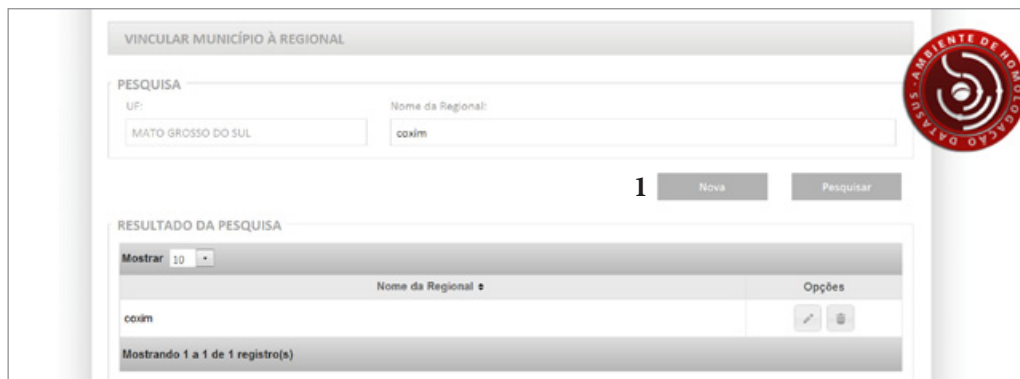 VINCULAR MUNICÍPIO À REGIONAL
PESQUISA
UF: Nome da Regional:
MATO GROSSO DO SUL coxim
AMBIENTE DE HOMOLOGAÇÃO DATASUS
1 Nova Pesquisar
RESULTADO DA PESQUISA
Mostrar 10
Nome da Regional Opções
coxim
Mostrando 1 a 1 de 1 registro(s)